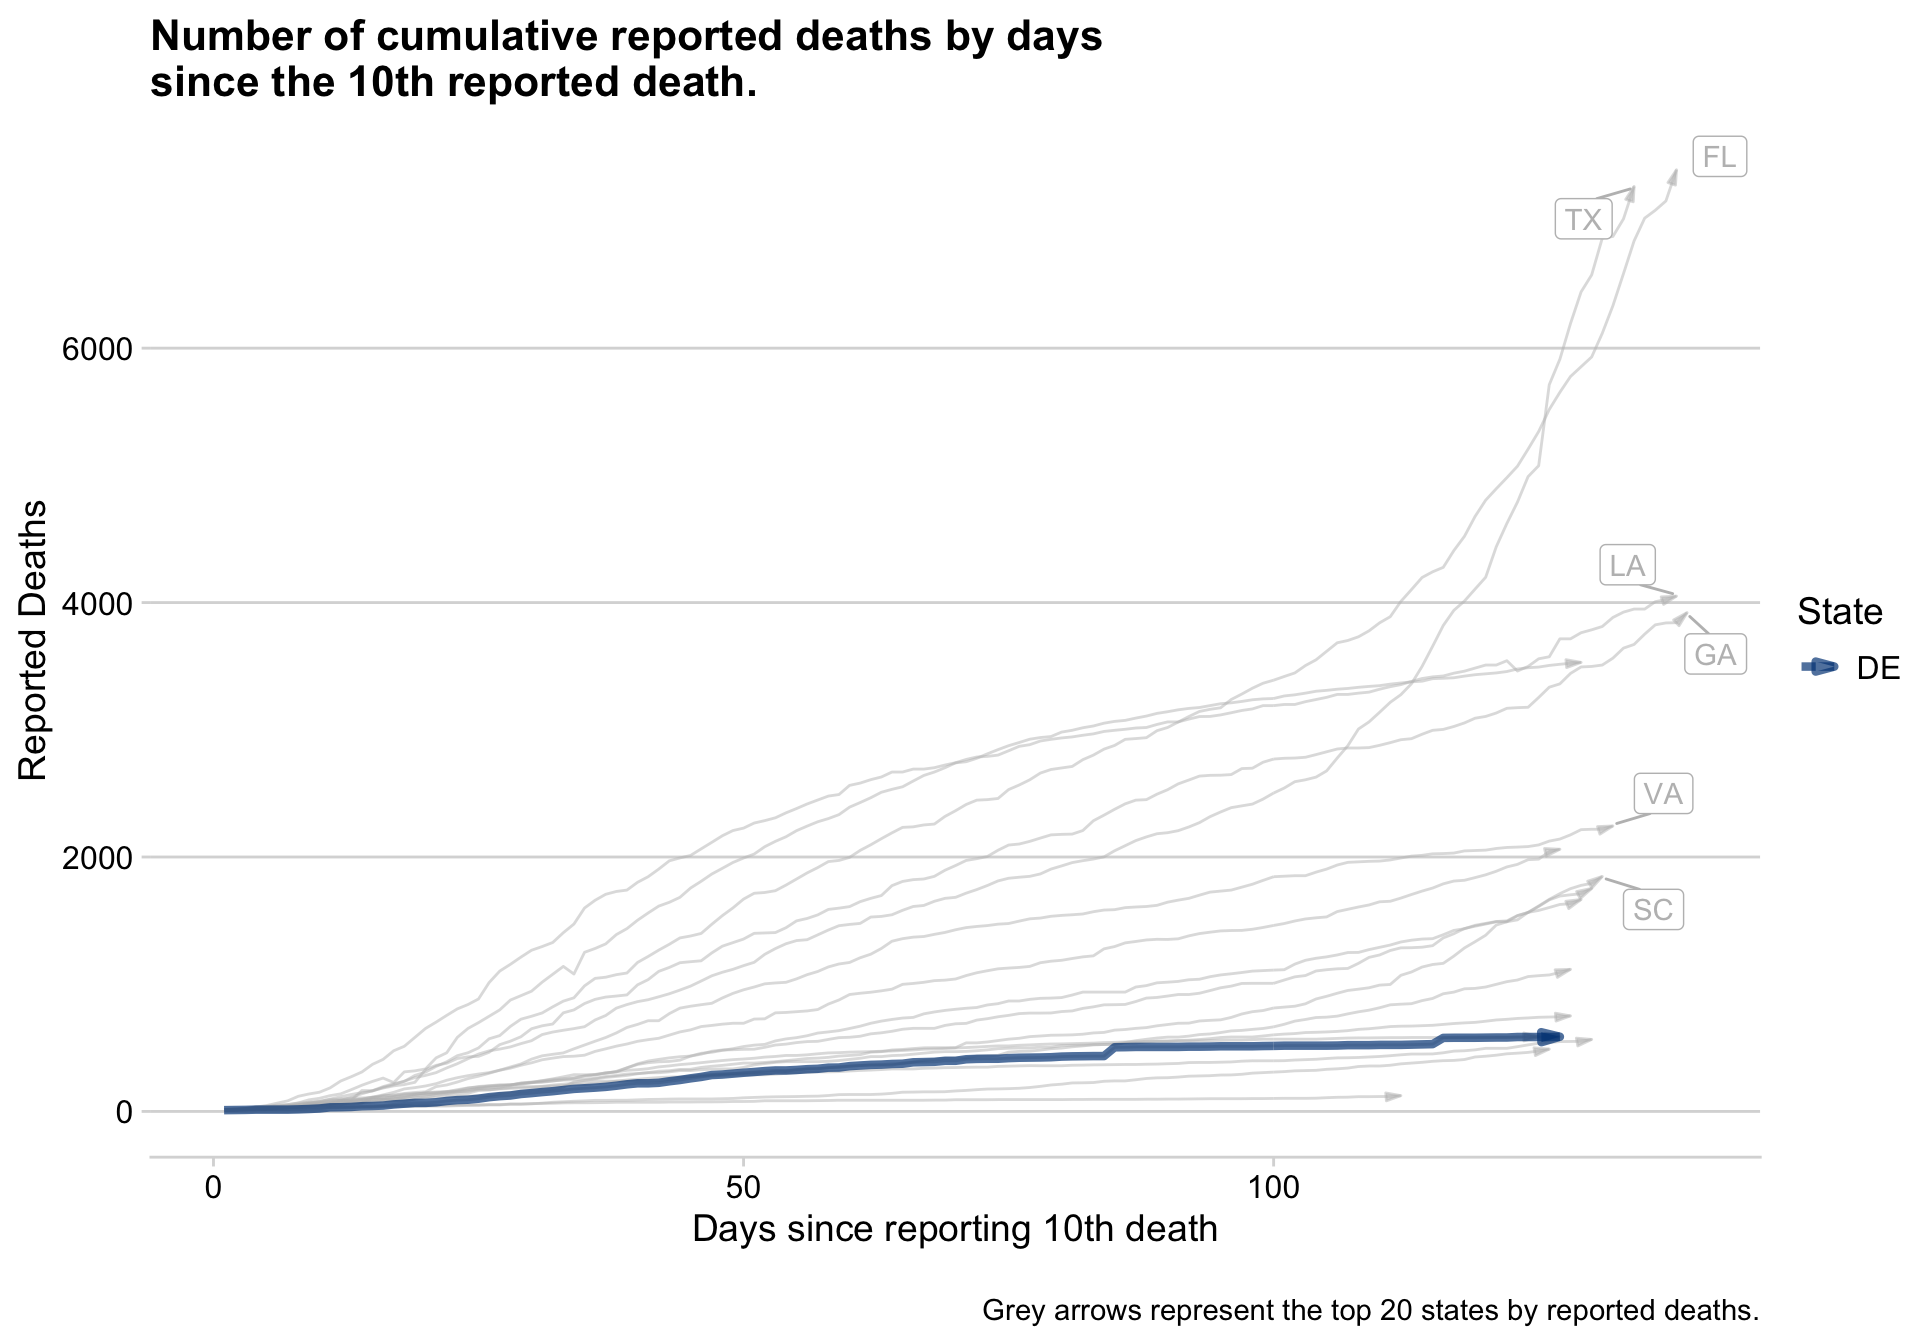 Number of cumulative reported deaths by days
since the 10th reported death.
FL
TX
6000
LA
4000
GA
State
DE
VA
2000
SC
0
0 50 100
Reported Deaths
Days since reporting 10th death
Grey arrows represent the top 20 states by reported deaths.